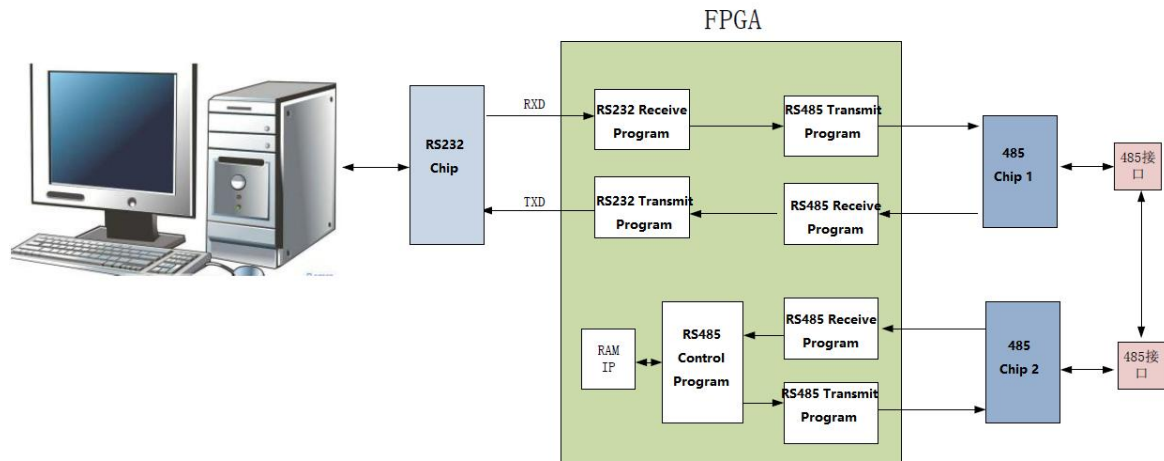 FPGA
RS232
Chip
RXD
RS232 Receive
Program
RS485 Transmit
Program
485
Chip 1
485接
口
TXD
RS232 Transmit
Program
RS485 Receive
Program
RAM
IP
RS485
Control
Program
RS485 Receive
Program
RS485 Transmit
Program
485
Chip 2
485接
口